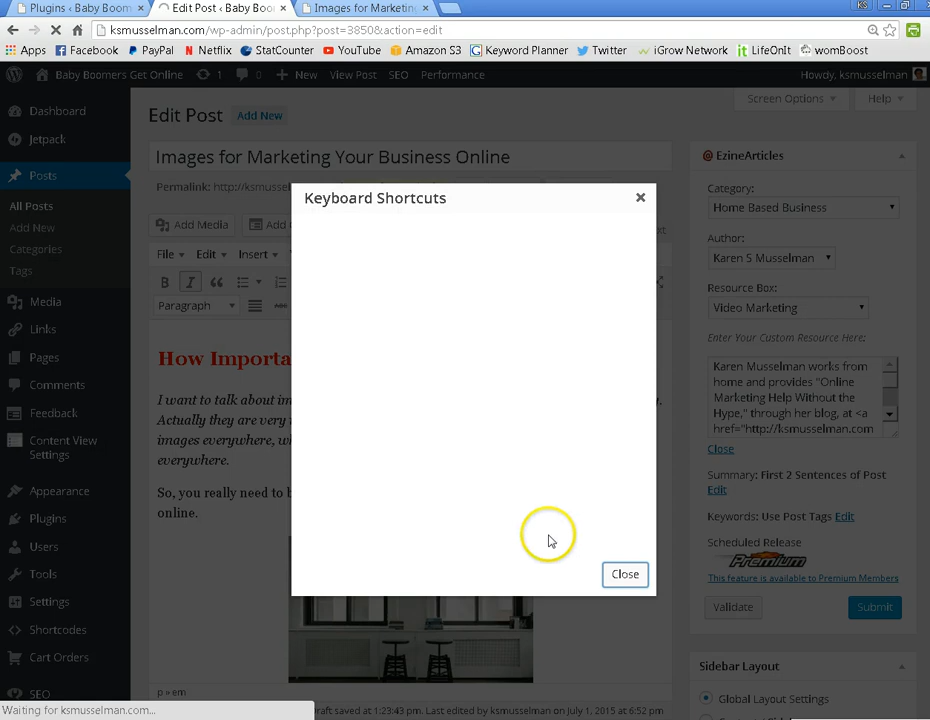 Plugins ‹ Baby Boom
Edit Post ‹ Baby Boo
Images for Marketing
KS
ksmusselman.com/wp-admin/post.php?post=3850&action=edit
Apps Facebook PayPal Netflix StatCounter YouTube Amazon S3 Keyword Planner Twitter iGrow Network LifeOnIt womBoost
Baby Boomers Get Online 1 0 New View Post SEO Performance Howdy, ksmusselman
Dashboard
Jetpack
Posts
All Posts
Add New
Categories
Tags
Media
Links
Pages
Comments
Feedback
Content View
Settings
Appearance
Plugins
Users
Tools
Settings
Shortcodes
Cart Orders
SEO
Screen Options Help
Edit Post Add New
Images for Marketing Your Business Online
Permalink: http://ksmusselm
Add Media Add
File Edit Insert
Paragraph
How Importa
I want to talk about im
Actually they are very
images everywhere, w
everywhere.
So, you really need to b
online.
p » em
Draft saved at 1:23:43 pm. Last edited by ksmusselman on July 1, 2015 at 6:52 pm
Keyboard Shortcuts
Close
EzineArticles
Category:
Home Based Business
Author:
Karen S Musselman
Resource Box:
Video Marketing
Enter Your Custom Resource Here:
Karen Musselman works from
home and provides "Online
Marketing Help Without the
Hype," through her blog, at <a
href="http://ksmusselman.com
Close
Summary: First 2 Sentences of Post
Edit
Keywords: Use Post Tags Edit
Scheduled Release
Premium
This feature is available to Premium Members
Validate Submit
Sidebar Layout
Global Layout Settings
Waiting for ksmusselman.com...